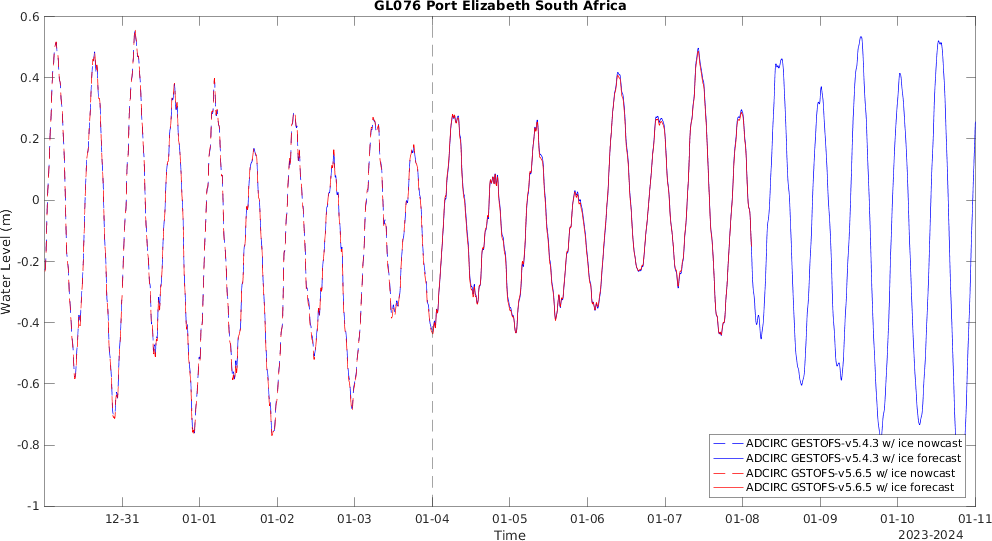 GL076 Port Elizabeth South Africa
0.6
0.4
0.2
0
-0.2
-0.4
-0.6
-0.8
-1
Water Level (m)
ADCIRC GESTOFS-v5.4.3 w/ ice nowcast
ADCIRC GESTOFS-v5.4.3 w/ ice forecast
ADCIRC GSTOFS-v5.6.5 w/ ice nowcast
ADCIRC GSTOFS-v5.6.5 w/ ice forecast
12-31 01-01 01-02 01-03 01-04 01-05 01-06 01-07 01-08 01-09 01-10 01-11
Time
2023-2024